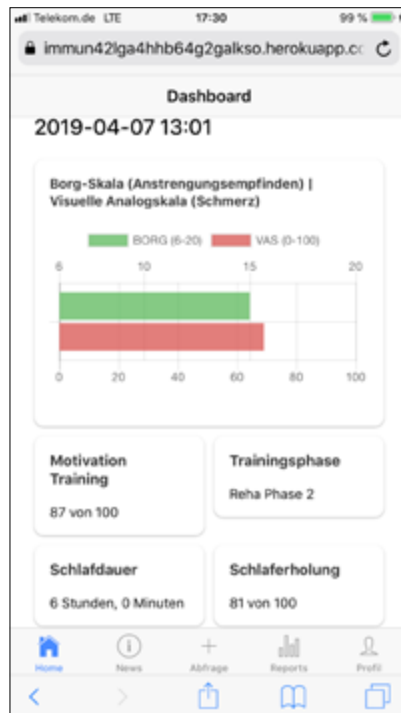 Telekom.de LTE 17:30 99 %
immun42lga4hhb64g2galkso.herokuapp.cc
Dashboard
2019-04-07 13:01
Borg-Skala (Anstrengungsempfinden) |
Visuelle Analogskala (Schmerz)
BORG (6-20) VAS (0-100)
6 10 15 20
0 20 40 60 80 100
Motivation
Training
87 von 100
Trainingsphase
Reha Phase 2
Schlafdauer
6 Stunden, 0 Minuten
Schlaferholung
81 von 100
Home News Abfrage Reports Profil